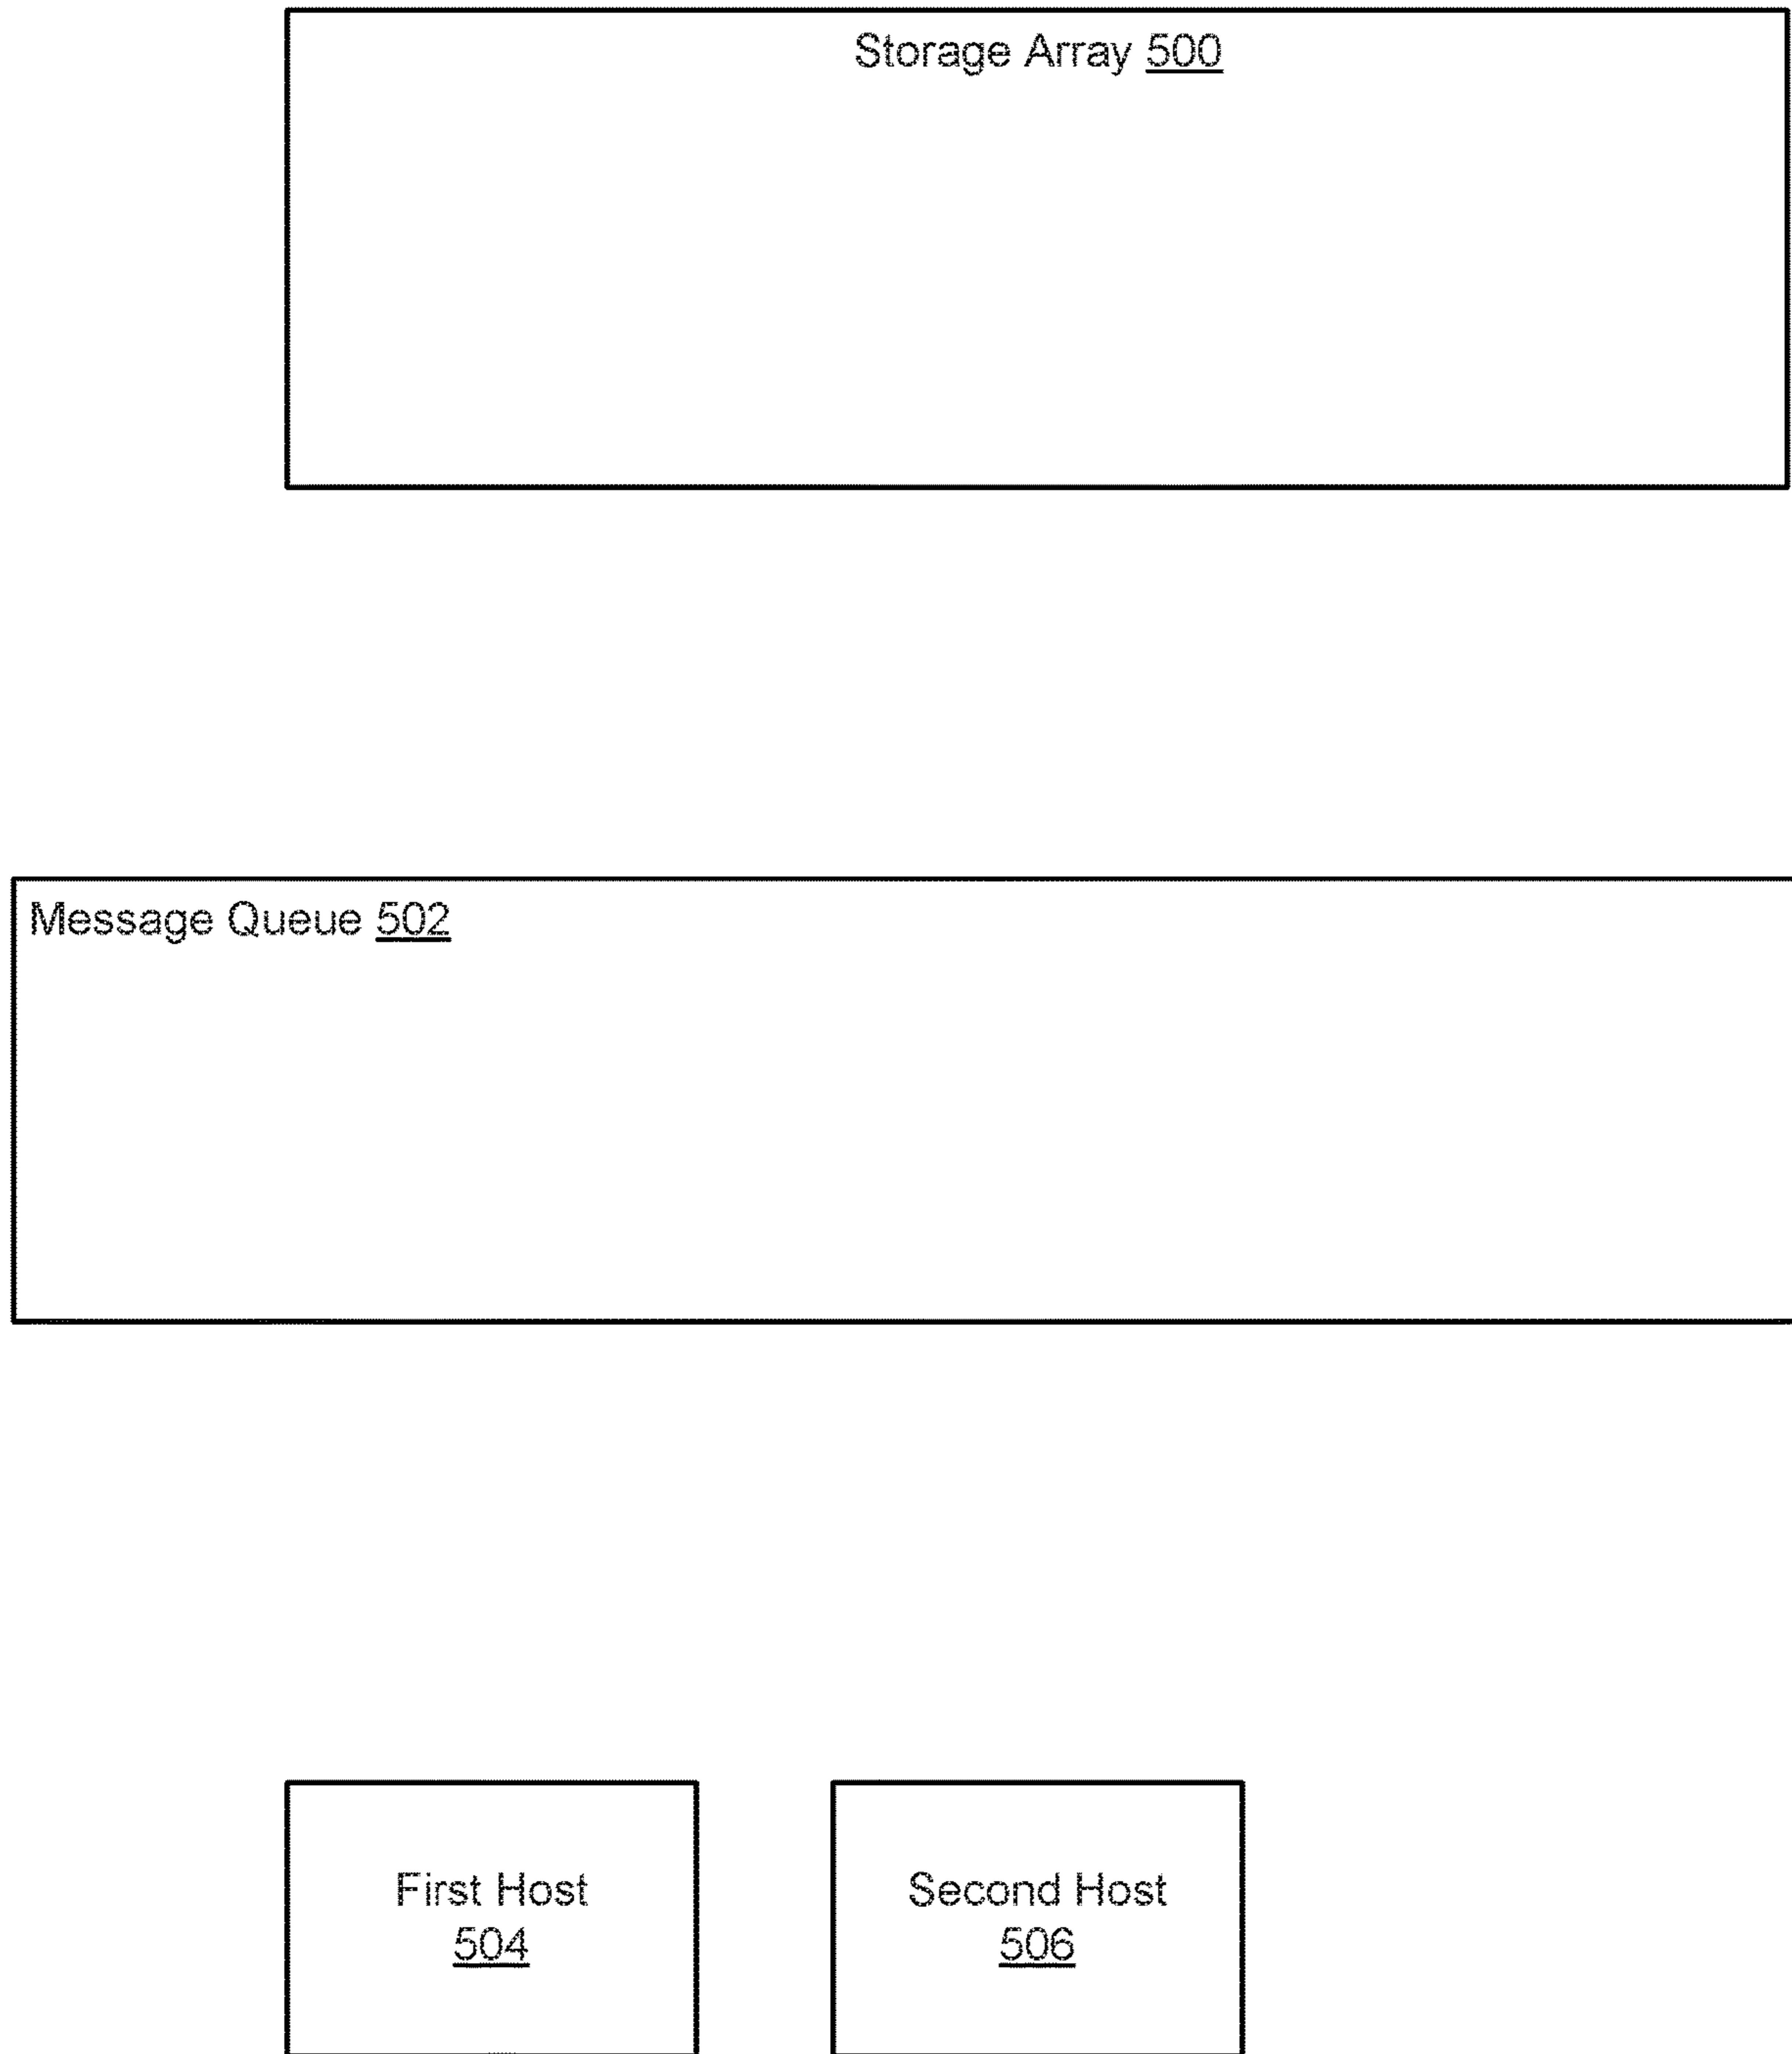 Storage Array 500
Message Queue 502
First Host
504
Second Host
506